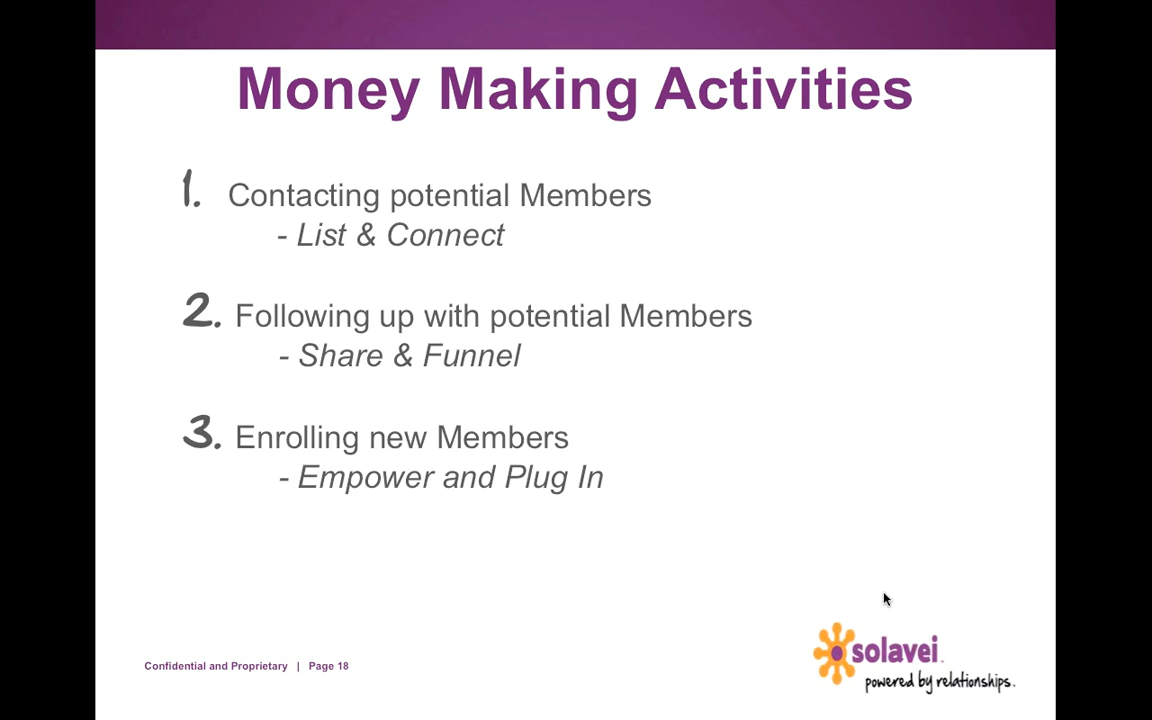 Money Making Activities
1. Contacting potential Members
- List & Connect
2. Following up with potential Members
- Share & Funnel
3. Enrolling new Members
- Empower and Plug In
Confidential and Proprietary | Page 18
solavei
powered by relationships.